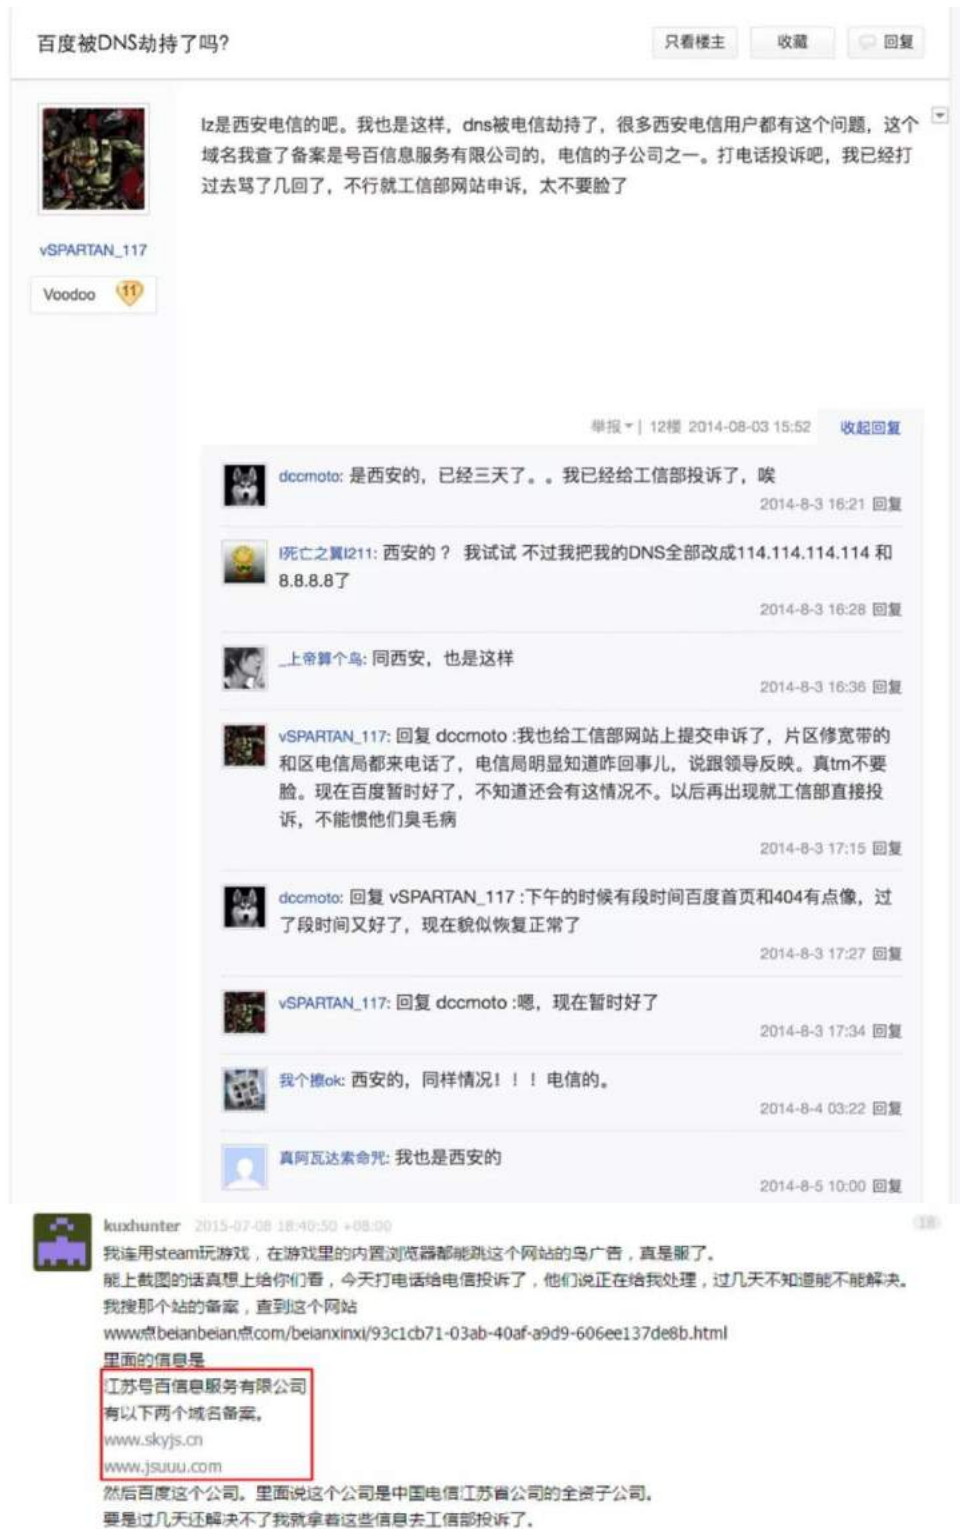 百度被DNS劫持了吗?
只看楼主 收藏 回复
lz是西安电信的吧。我也是这样，dns被电信劫持了，很多西安电信用户都有这个问题，这个
域名我查了备案是号百信息服务有限公司的，电信的子公司之一。打电话投诉吧，我已经打
过去骂了几回了，不行就工信部网站申诉，太不要脸了
vSPARTAN_117
Voodoo 11
举报 | 12楼 2014-08-03 15:52 收起回复
dccmoto: 是西安的，已经三天了。。我已经给工信部投诉了，唉
2014-8-3 16:21 回复
l死亡之翼l211: 西安的？ 我试试 不过我把我的DNS全部改成114.114.114.114 和
8.8.8.8了
2014-8-3 16:28 回复
_上帝算个鸟: 同西安，也是这样
2014-8-3 16:36 回复
vSPARTAN_117: 回复 dccmoto :我也给工信部网站上提交申诉了，片区修宽带的
和区电信局都来电话了，电信局明显知道咋回事儿，说跟领导反映。真tm不要
脸。现在百度暂时好了，不知道还会有这情况不。以后再出现就工信部直接投
诉，不能惯他们臭毛病
2014-8-3 17:15 回复
dccmoto: 回复 vSPARTAN_117 :下午的时候有段时间百度首页和404有点像，过
了段时间又好了，现在貌似恢复正常了
2014-8-3 17:27 回复
vSPARTAN_117: 回复 dccmoto :嗯，现在暂时好了
2014-8-3 17:34 回复
我个擦ok: 西安的，同样情况！！！电信的。
2014-8-4 03:22 回复
真阿瓦达索命咒: 我也是西安的
2014-8-5 10:00 回复
kuxhunter 2015-07-08 18:40:50 +08:00 18
我连用steam玩游戏，在游戏里的内置浏览器都能跳这个网站的鸟广告，真是服了。
能上截图的话真想上给你们看，今天打电话给电信投诉了，他们说正在给我处理，过几天不知道能不能解决。
我搜那个站的备案，查到这个网站
www点beianbeian点com/beianxinxi/93c1cb71-03ab-40af-a9d9-606ee137de8b.html
里面的信息是
江苏号百信息服务有限公司
有以下两个域名备案。
www.skyjs.cn
www.jsuuu.com
然后百度这个公司。里面说这个公司是中国电信江苏省公司的全资子公司。
要是过几天还解决不了我就拿着这些信息去工信部投诉了。